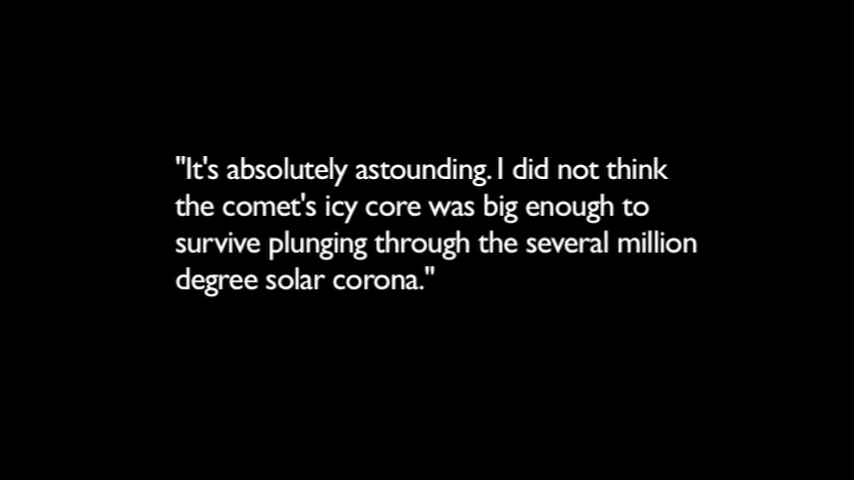 "It's absolutely astounding. I did not think
the comet's icy core was big enough to
survive plunging through the several million
degree solar corona."